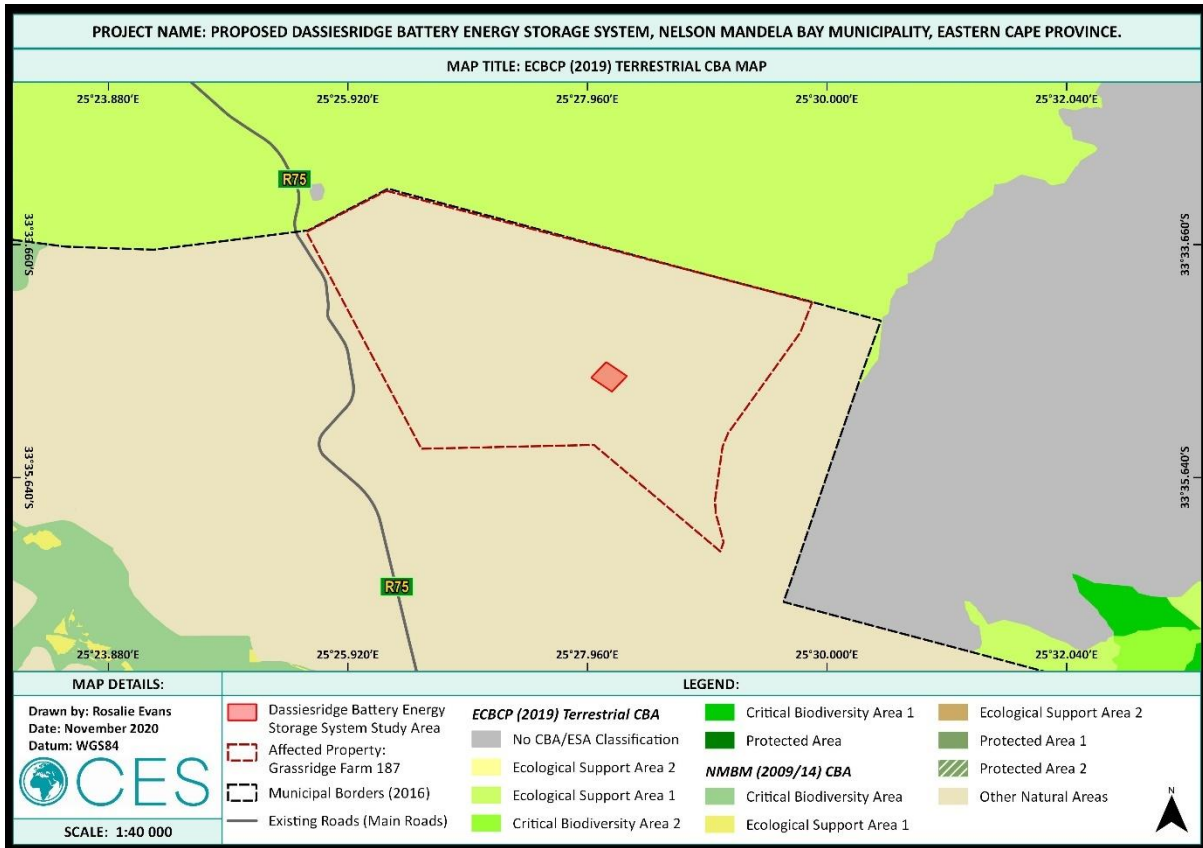 PROJECT NAME: PROPOSED DASSIESRIDGE BATTERY ENERGY STORAGE SYSTEM, NELSON MANDELA BAY MUNICIPALITY, EASTERN CAPE PROVINCE.
MAP TITLE: ECBCP (2019) TERRESTRIAL CBA MAP
25°23.880'E
25°25.920'E
25°27.960'E
25°30.000'E
25°32.040'E
R75
33°33.660'S
33°33.660'S
33°35.640'S
33°35.640'S
R75
25°23.880'E
25°25.920'E
25°27.960'E
25°30.000'E
25°32.040'E
MAP DETAILS:
Drawn by: Rosalie Evans
Date: November 2020
Datum: WGS84
CES
SCALE: 1:40 000
LEGEND:
Dassiesridge Battery Energy
Storage System Study Area
Affected Property:
Grassridge Farm 187
Municipal Borders (2016)
Existing Roads (Main Roads)
ECBCP (2019) Terrestrial CBA
No CBA/ESA Classification
Ecological Support Area 2
Ecological Support Area 1
Critical Biodiversity Area 2
Critical Biodiversity Area 1
Protected Area
NMBM (2009/14) CBA
Critical Biodiversity Area
Ecological Support Area 1
Ecological Support Area 2
Protected Area 1
Protected Area 2
Other Natural Areas
N